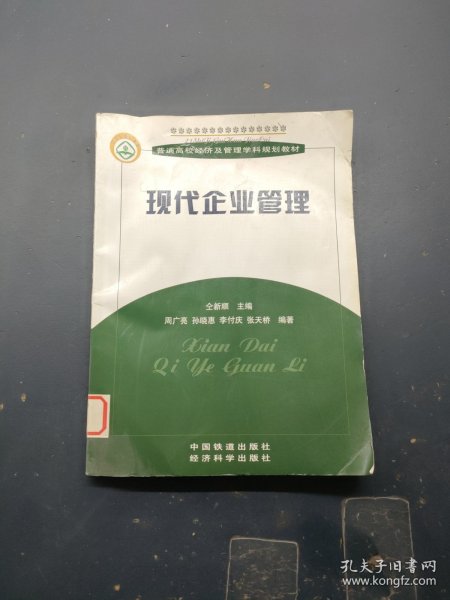 普通高校经济及管理学科规划教材
现代企业管理
仝新顺 主编
周广亮 孙晓惠 李付庆 张天桥 编著
Xian Dai
Qi Ye Guan Li
中国铁道出版社
经济科学出版社
孔夫子旧书网
www.kongfz.com